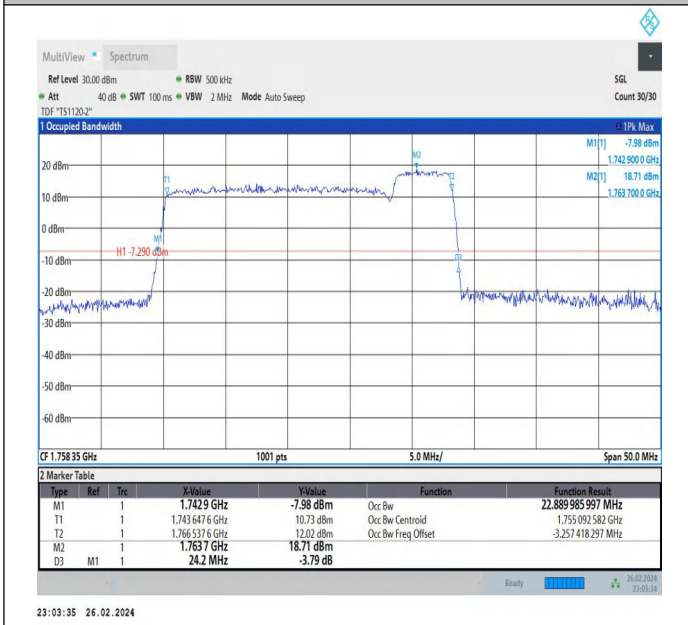 MultiView Spectrum
Ref Level 30.00 dBm RBW 500 kHz SGL
Att 40 dB SWT 100 ms VBW 2 MHz Mode Auto Sweep Count 30/30
TDF "TS1120-2"
1 Occupied Bandwidth 1Pk Max
M1[1] -7.98 dBm
1.742 900 0 GHz
M2[1] 18.71 dBm
1.763 700 0 GHz
M2
20 dBm
T1 T2
10 dBm
0 dBm
M1
H1 -7.290 dBm
D3
-10 dBm
-20 dBm
-30 dBm
-40 dBm
-50 dBm
-60 dBm
CF 1.758 35 GHz 1001 pts 5.0 MHz/ Span 50.0 MHz
2 Marker Table
Type Ref Trc X-Value Y-Value Function Function Result
M1 1 1.742 9 GHz -7.98 dBm Occ Bw 22.889 985 997 MHz
T1 1 1.743 647 6 GHz 10.73 dBm Occ Bw Centroid 1.755 092 582 GHz
T2 1 1.766 537 6 GHz 12.02 dBm Occ Bw Freq Offset -3.257 418 297 MHz
M2 1 1.763 7 GHz 18.71 dBm
D3 M1 1 24.2 MHz -3.79 dB
Ready 26.02.2024
23:03:34
23:03:35 26.02.2024